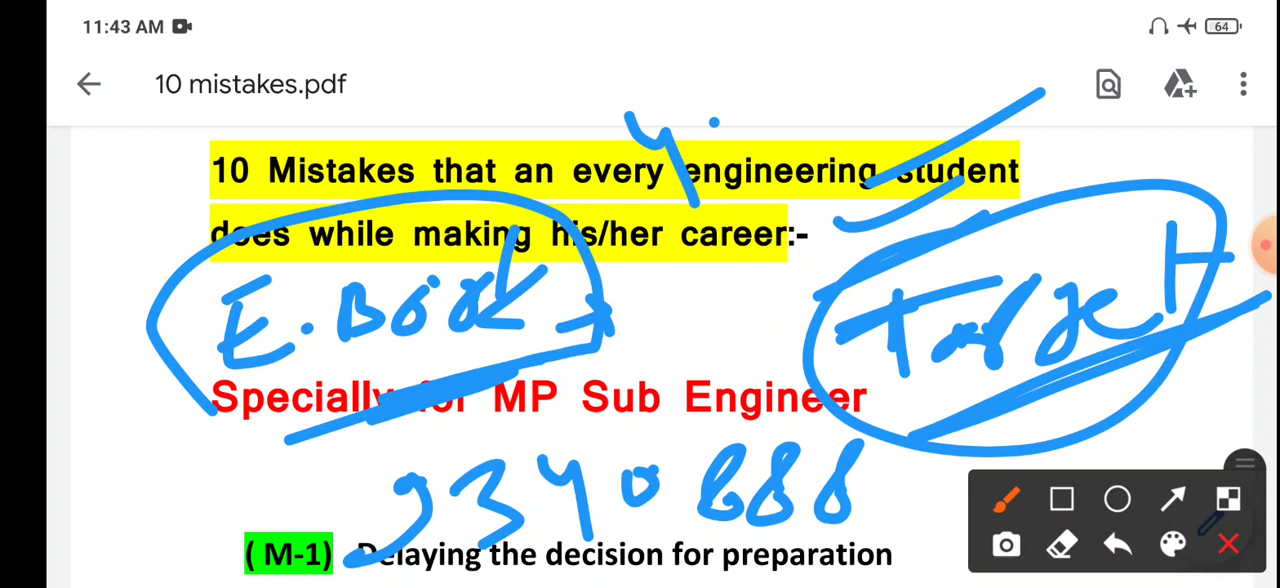 11:43 AM 64
10 mistakes.pdf
10 Mistakes that an every engineering student
does while making his/her career:-
E. Book
Target
Specially for MP Sub Engineer
9340888
( M-1) Delaying the decision for preparation